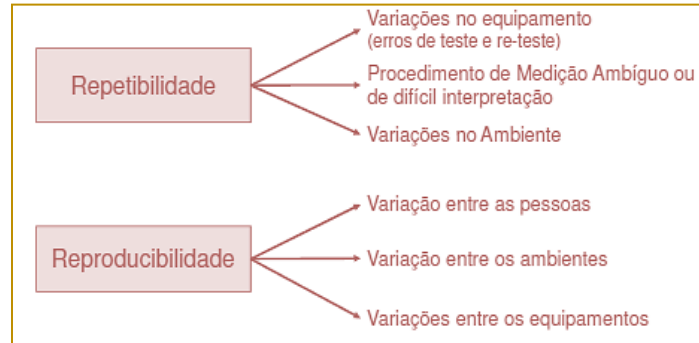 Repetibilidade
Variações no equipamento
(erros de teste e re-teste)
Procedimento de Medição Ambíguo ou
de difícil interpretação
Variações no Ambiente
Reproducibilidade
Variação entre as pessoas
Variação entre os ambientes
Variações entre os equipamentos